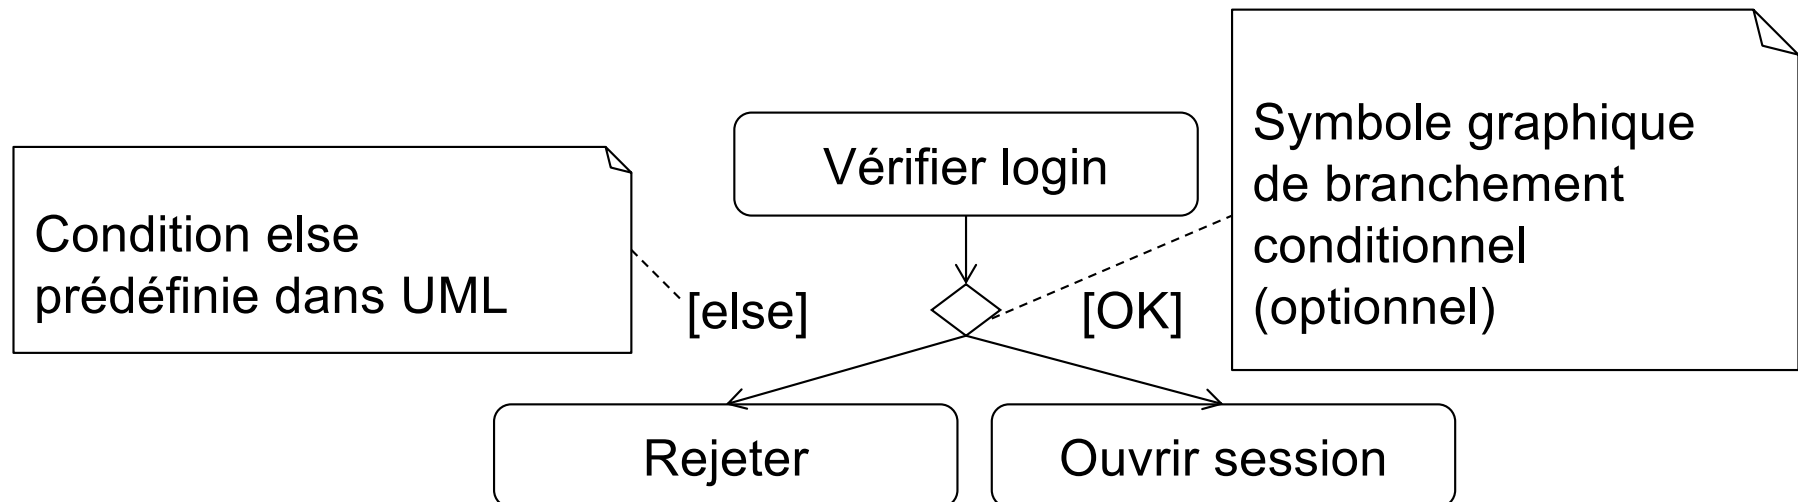 Vérifier login
Condition else
prédéfinie dans UML
Symbole graphique
de branchement
conditionnel
(optionnel)
[else]
[OK]
Rejeter
Ouvrir session